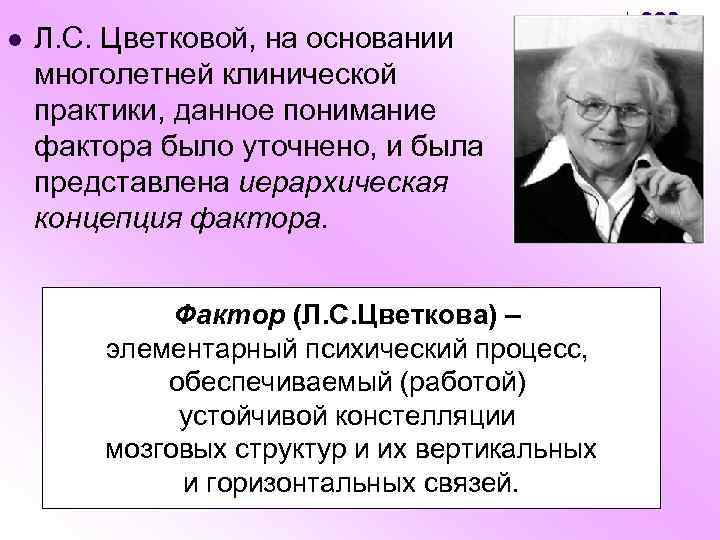 Л.С. Цветковой, на основании
многолетней клинической
практики, данное понимание
фактора было уточнено, и была
представлена иерархическая
концепция фактора.
Фактор (Л.С.Цветкова) –
элементарный психический процесс,
обеспечиваемый (работой)
устойчивой констелляции
мозговых структур и их вертикальных
и горизонтальных связей.